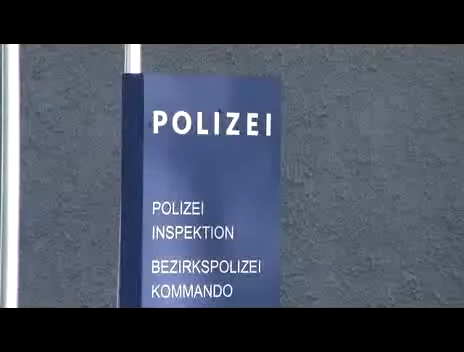 POLIZEI
POLIZEI
INSPEKTION
BEZIRKSPOLIZEI
KOMMANDO